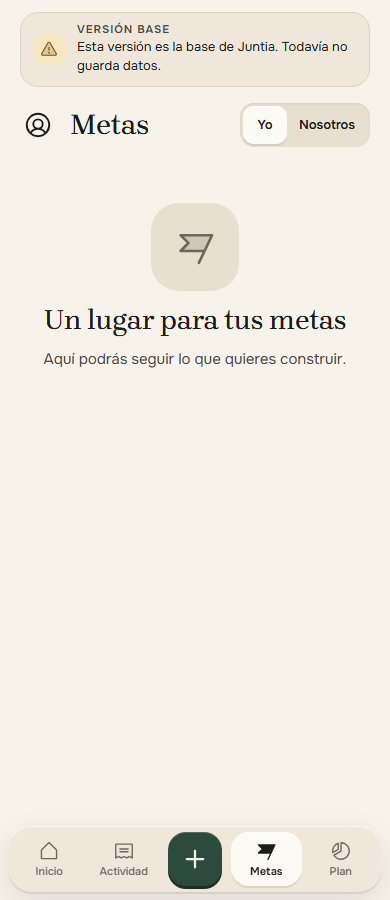 VERSIÓN BASE
Esta versión es la base de Juntia. Todavía no
guarda datos.
Metas
Yo
Nosotros
Un lugar para tus metas
Aquí podrás seguir lo que quieres construir.
Inicio
Actividad
Metas
Plan